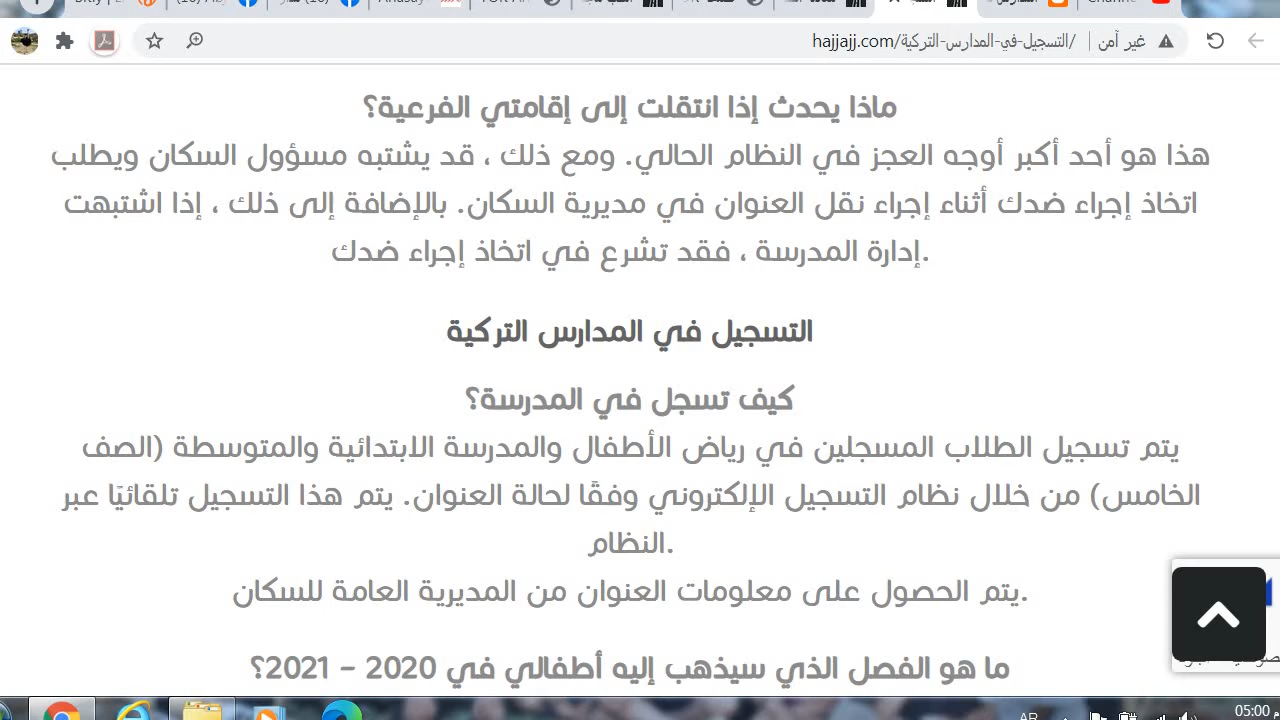 hajjajj.com/التسجيل-في-المدارس-التركية/
غير آمن
ماذا يحدث إذا انتقلت إلى إقامتي الفرعية؟
هذا هو أحد أكبر أوجه العجز في النظام الحالي. ومع ذلك ، قد يشتبه مسؤول السكان ويطلب
اتخاذ إجراء ضدك أثناء إجراء نقل العنوان في مديرية السكان. بالإضافة إلى ذلك ، إذا اشتبهت
إدارة المدرسة ، فقد تشرع في اتخاذ إجراء ضدك.
التسجيل في المدارس التركية
كيف تسجل في المدرسة؟
يتم تسجيل الطلاب المسجلين في رياض الأطفال والمدرسة الابتدائية والمتوسطة (الصف
الخامس) من خلال نظام التسجيل الإلكتروني وفقًا لحالة العنوان. يتم هذا التسجيل تلقائيًا عبر
النظام.
يتم الحصول على معلومات العنوان من المديرية العامة للسكان.
ما هو الفصل الذي سيذهب إليه أطفالي في 2020 – 2021؟
AR
05:00